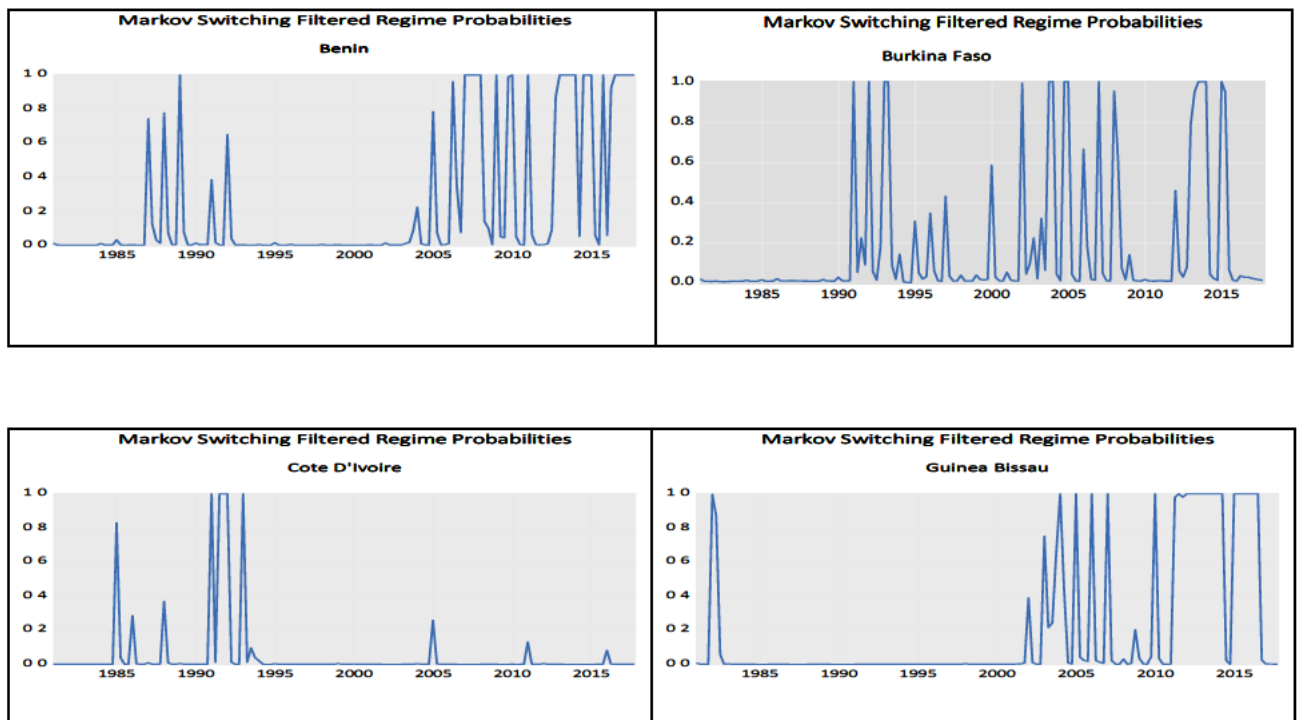 Markov Switching Filtered Regime Probabilities
Benin
1 0
0 8
0 6
0 4
0 2
0 0
1985 1990 1995 2000 2005 2010 2015
Markov Switching Filtered Regime Probabilities
Burkina Faso
1.0
0.8
0.6
0.4
0.2
0.0
1985 1990 1995 2000 2005 2010 2015
Markov Switching Filtered Regime Probabilities
Cote D'Ivoire
1 0
0 8
0 6
0 4
0 2
0 0
1985 1990 1995 2000 2005 2010 2015
Markov Switching Filtered Regime Probabilities
Guinea Bissau
1 0
0 8
0 6
0 4
0 2
0 0
1985 1990 1995 2000 2005 2010 2015